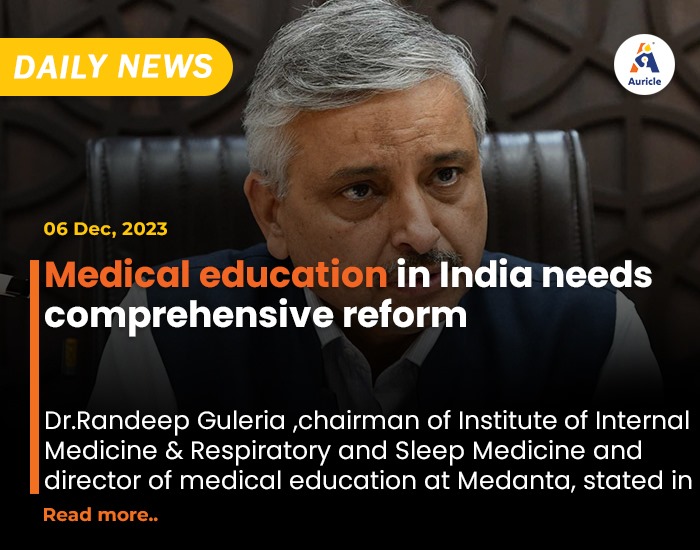 DAILY NEWS
Auricle
06 Dec, 2023
Medical education in India needs
comprehensive reform
Dr.Randeep Guleria ,chairman of Institute of Internal
Medicine & Respiratory and Sleep Medicine and
director of medical education at Medanta, stated in
Read more..